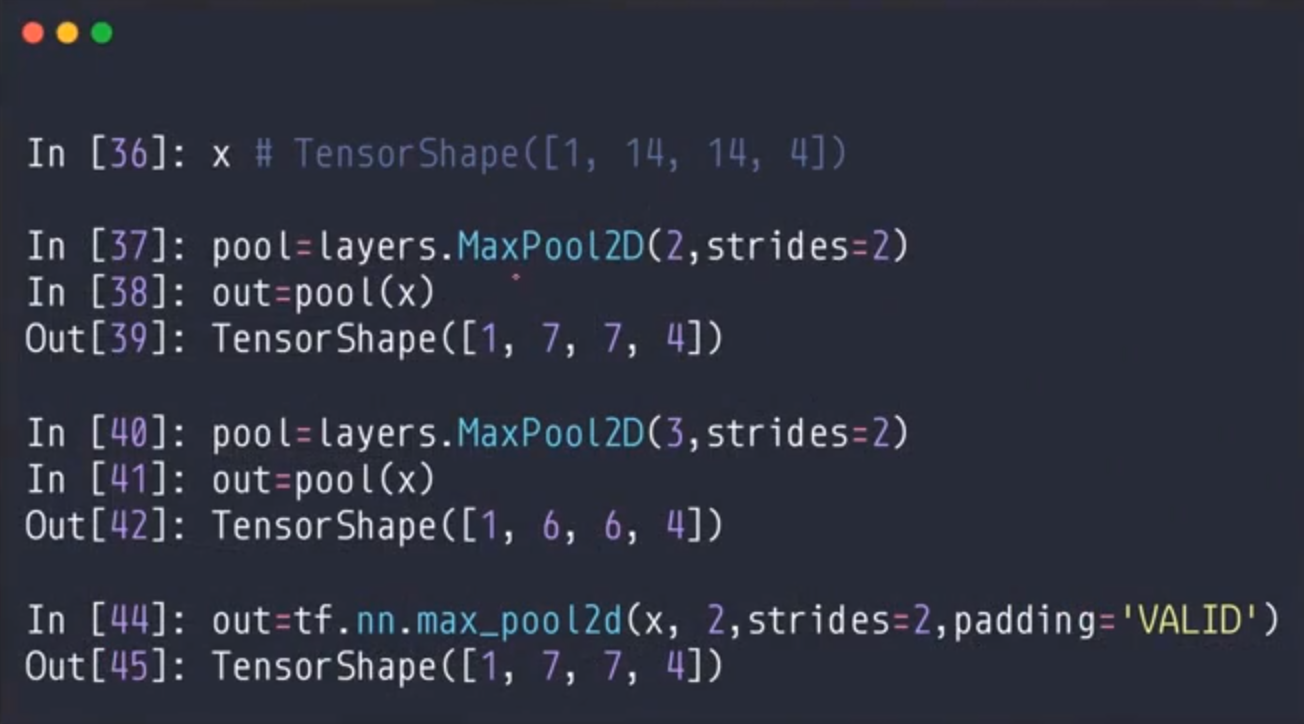 In [36]: x # TensorShape([1, 14, 14, 4])
In [37]: pool=layers.MaxPool2D(2,strides=2)
In [38]: out=pool(x)
Out[39]: TensorShape([1, 7, 7, 4])
In [40]: pool=layers.MaxPool2D(3,strides=2)
In [41]: out=pool(x)
Out[42]: TensorShape([1, 6, 6, 4])
In [44]: out=tf.nn.max_pool2d(x, 2,strides=2,padding='VALID')
Out[45]: TensorShape([1, 7, 7, 4])